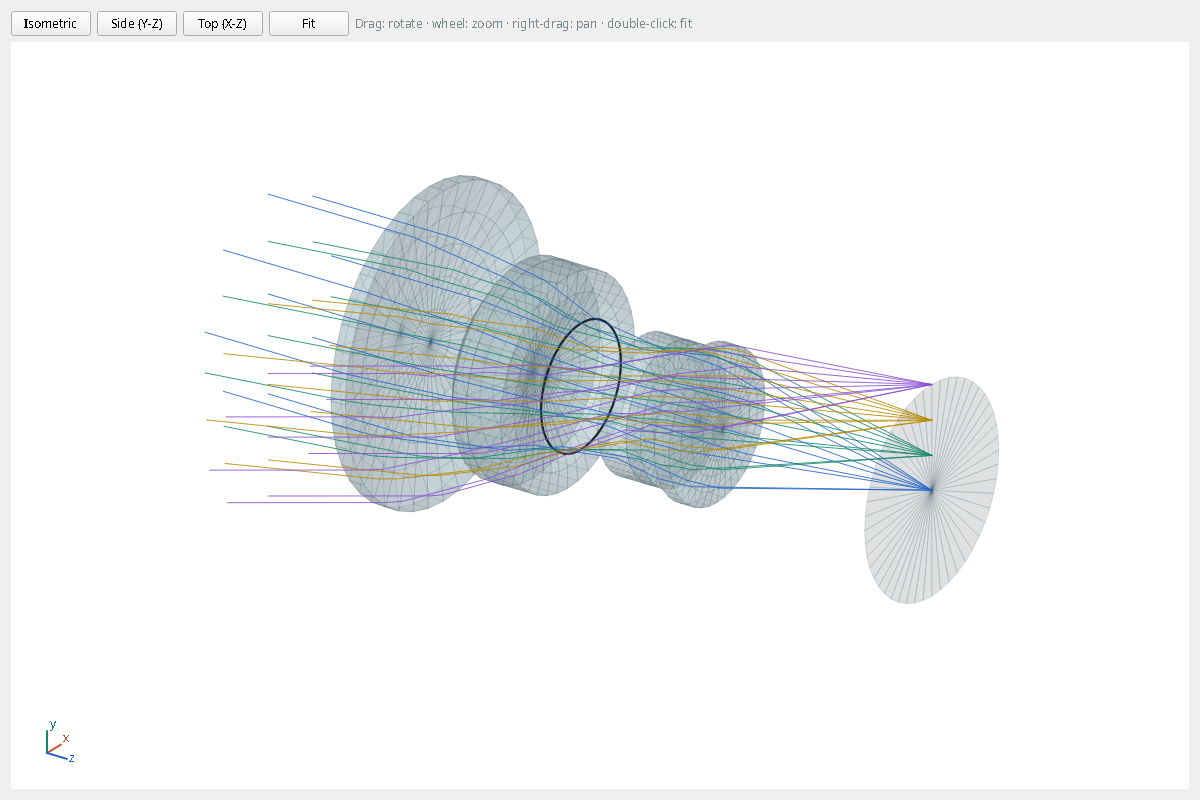 Isometric Side (Y-Z) Top (X-Z) Fit Drag: rotate · wheel: zoom · right-drag: pan · double-click: fit
y
x
z